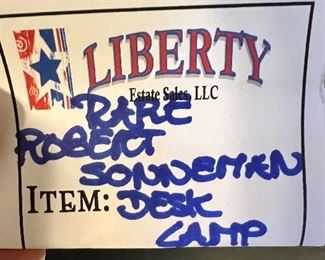 LIBERTY
Estate Sales, LLC
RARE
ROBERT
SONNEMAN
ITEM: DESK
LAMP